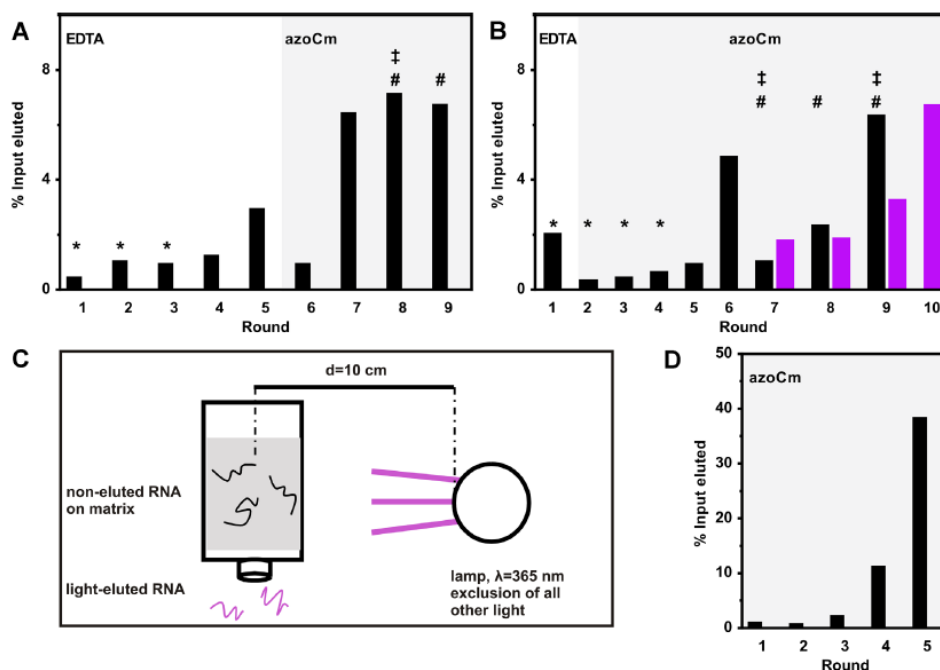 A
EDTA
azoCm
% Input eluted
8
4
0
* * *
‡
# #
1 2 3 4 5 6 7 8 9
Round
B
EDTA
azoCm
% Input eluted
8
4
0
* * * *
‡ ‡
# # #
1 2 3 4 5 6 7 8 9 10
Round
C
d=10 cm
non-eluted RNA
on matrix
light-eluted RNA
lamp, λ=365 nm
exclusion of all
other light
D
azoCm
% Input eluted
50
40
30
20
10
0
1 2 3 4 5
Round